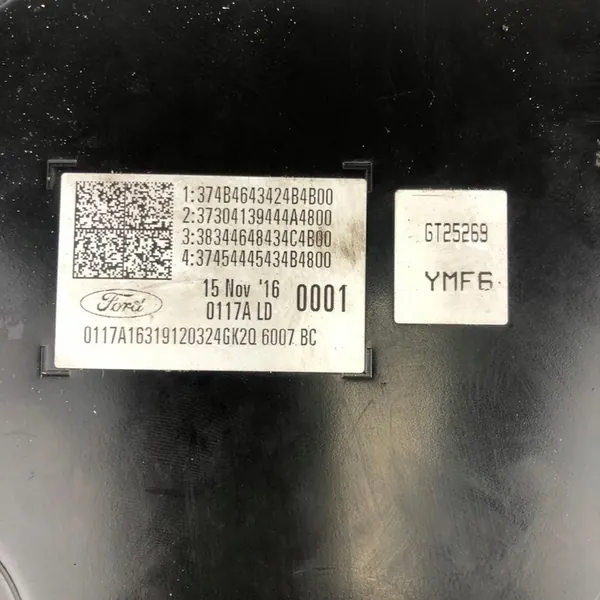 1:374B4643424B4B00
2:37304139444A4800
3:38344648434C4B00
4:37454445434B4800
Ford
15 Nov '16
0117A LD
0001
0117A16319120324GK2Q 6007 BC
GT25269
YMF6